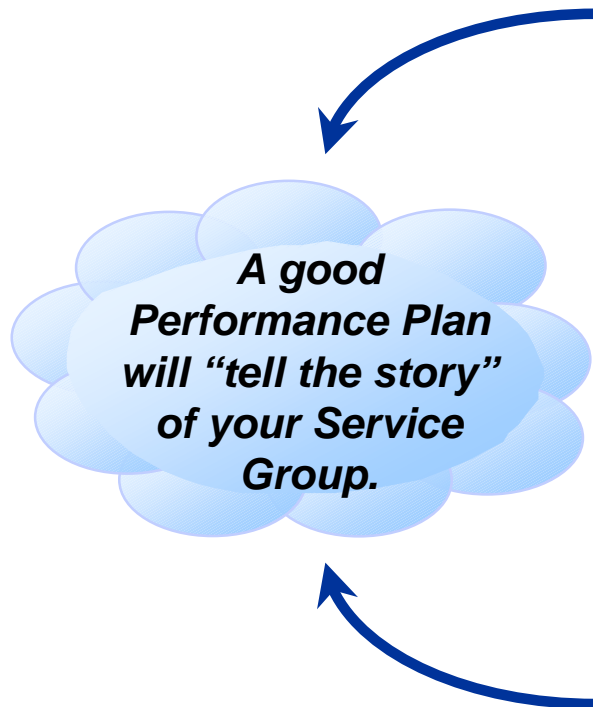 A good
Performance Plan
will “tell the story”
of your Service
Group.